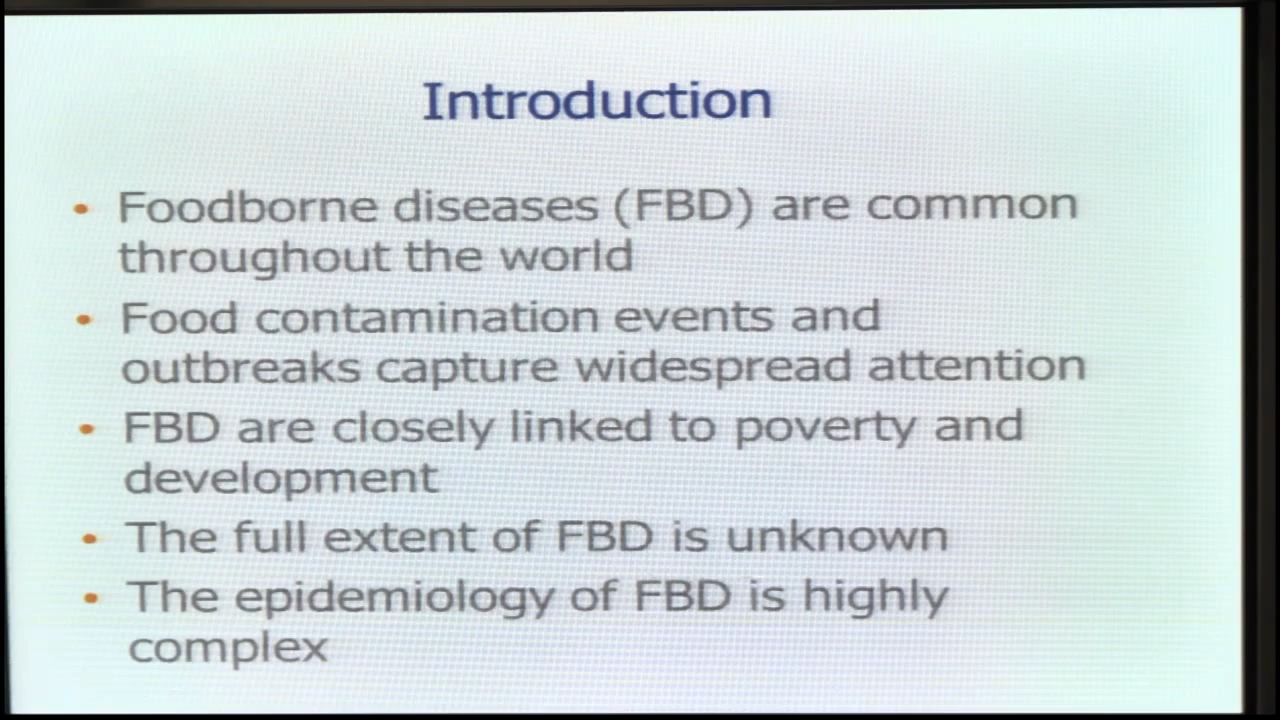 Introduction
• Foodborne diseases (FBD) are common
throughout the world
• Food contamination events and
outbreaks capture widespread attention
• FBD are closely linked to poverty and
development
• The full extent of FBD is unknown
• The epidemiology of FBD is highly
complex